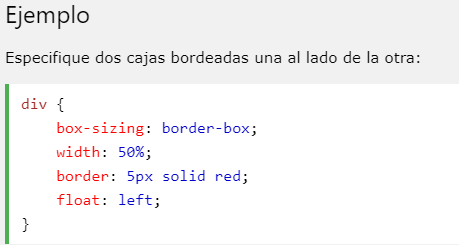 Ejemplo
Especifique dos cajas bordeadas una al lado de la otra:
div {
    box-sizing: border-box;
    width: 50%;
    border: 5px solid red;
    float: left;
}